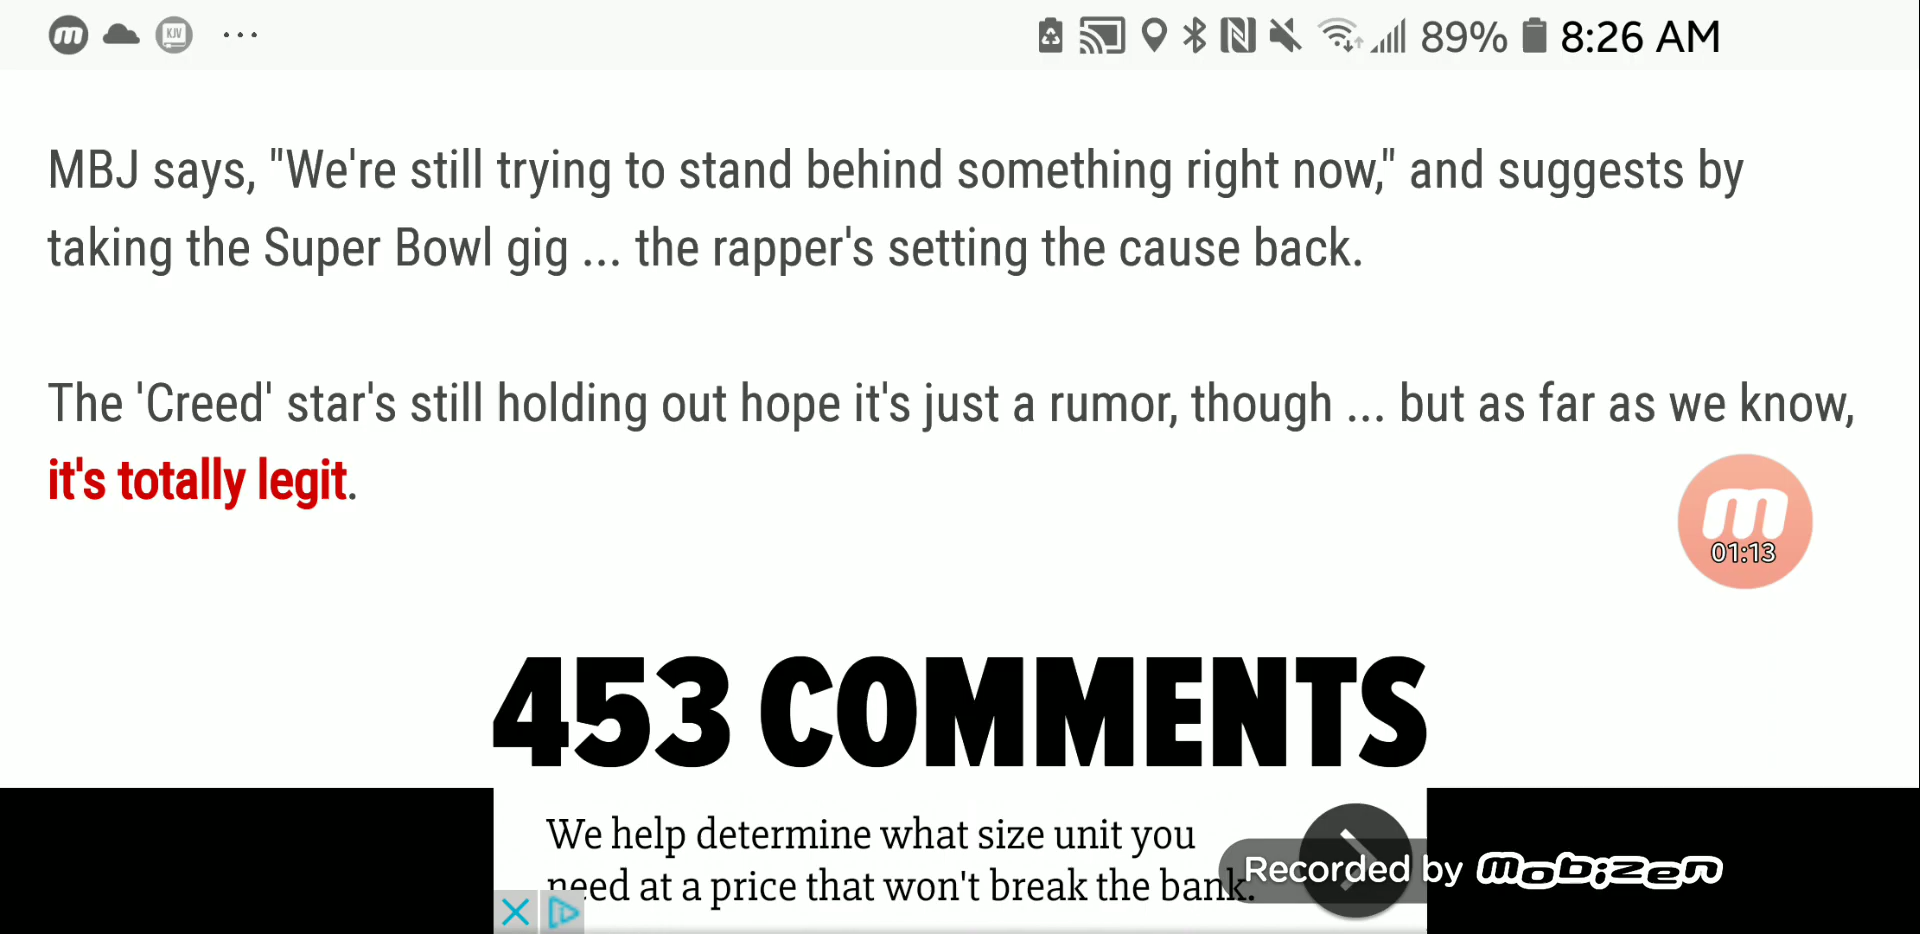 m KJV ... N 89% 8:26 AM
MBJ says, "We're still trying to stand behind something right now," and suggests by
taking the Super Bowl gig ... the rapper's setting the cause back.
The 'Creed' star's still holding out hope it's just a rumor, though ... but as far as we know,
it's totally legit.
m
01:13
453 COMMENTS
We help determine what size unit you
need at a price that won't break the bank.
Recorded by mobizen